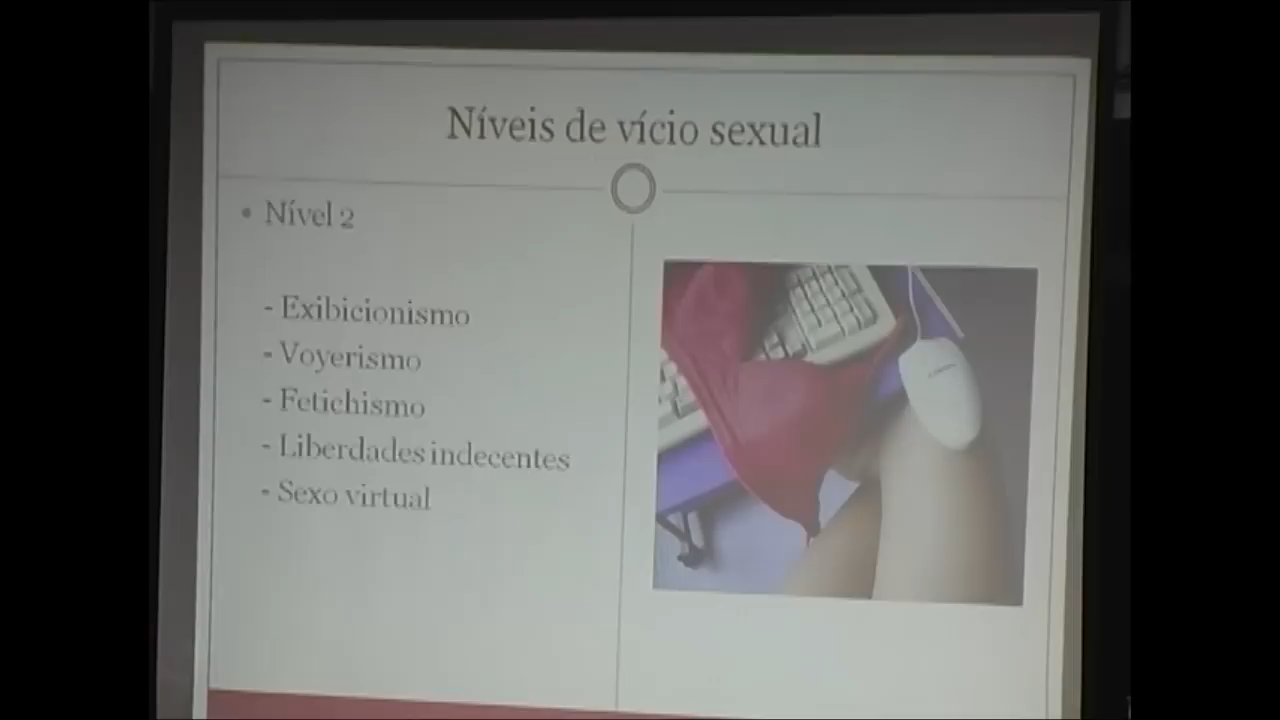 Níveis de vício sexual
• Nível 2
- Exibicionismo
- Voyerismo
- Fetichismo
- Liberdades indecentes
- Sexo virtual